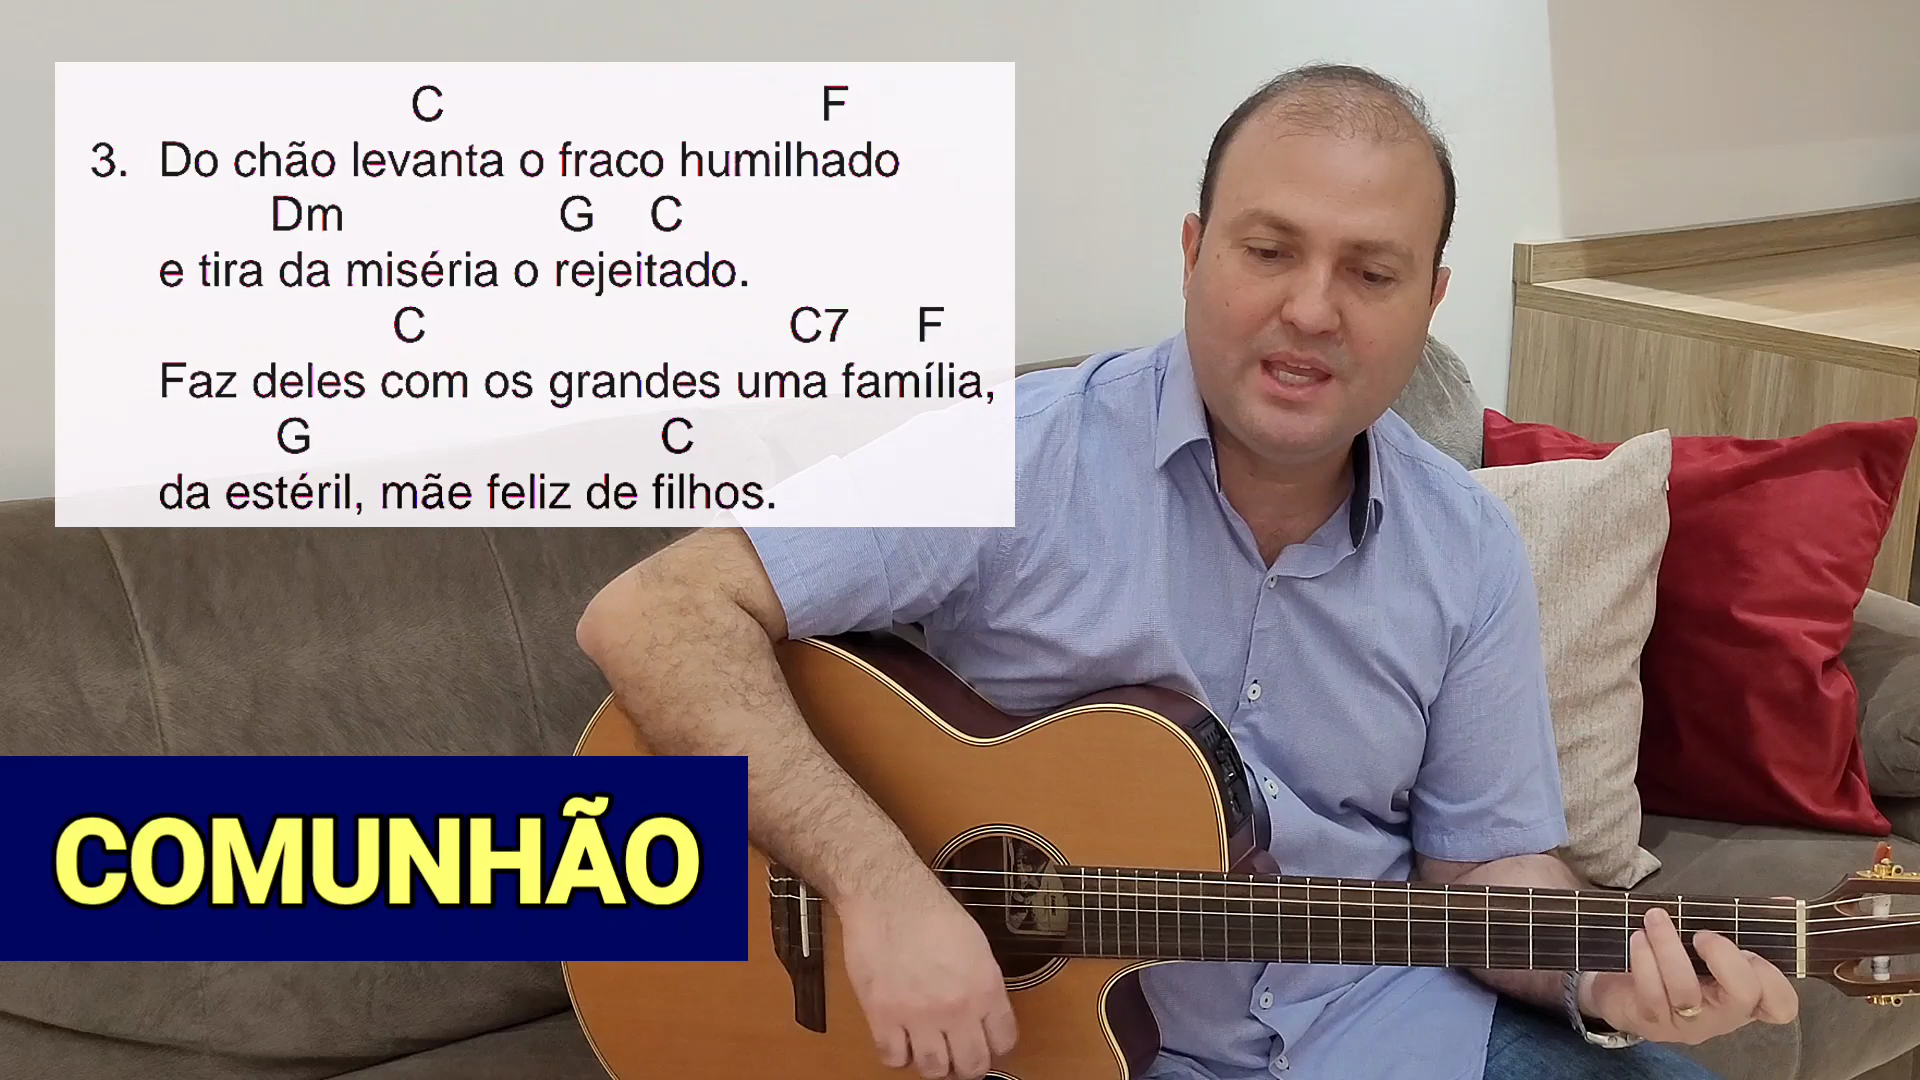 C F
3. Do chão levanta o fraco humilhado
Dm G C
e tira da miséria o rejeitado.
C C7 F
Faz deles com os grandes uma família,
G C
da estéril, mãe feliz de filhos.
COMUNHÃO